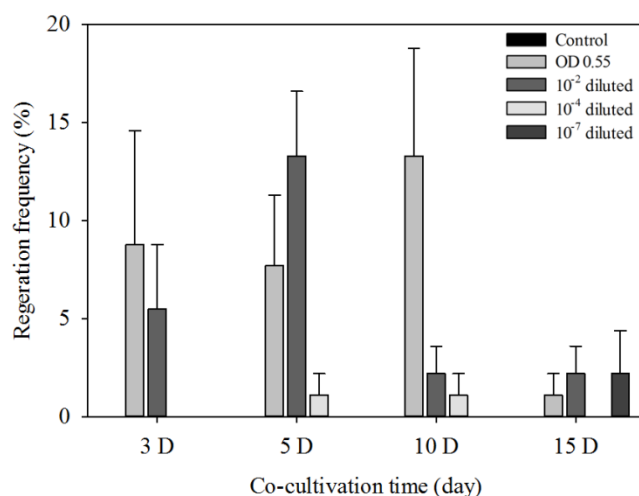 20
15
10
5
0
Regeration frequency (%)
Control
OD 0.55
10⁻² diluted
10⁻⁴ diluted
10⁻⁷ diluted
3 D 5 D 10 D 15 D
Co-cultivation time (day)